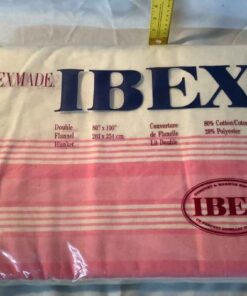 EXMADE.
IBEX
Double 80" x 100" Couverture 80% Cotton/Coton
Flannel 203 x 254 cm. de Flanelle 20% Polyester
Blanket Lit Double
IBEX